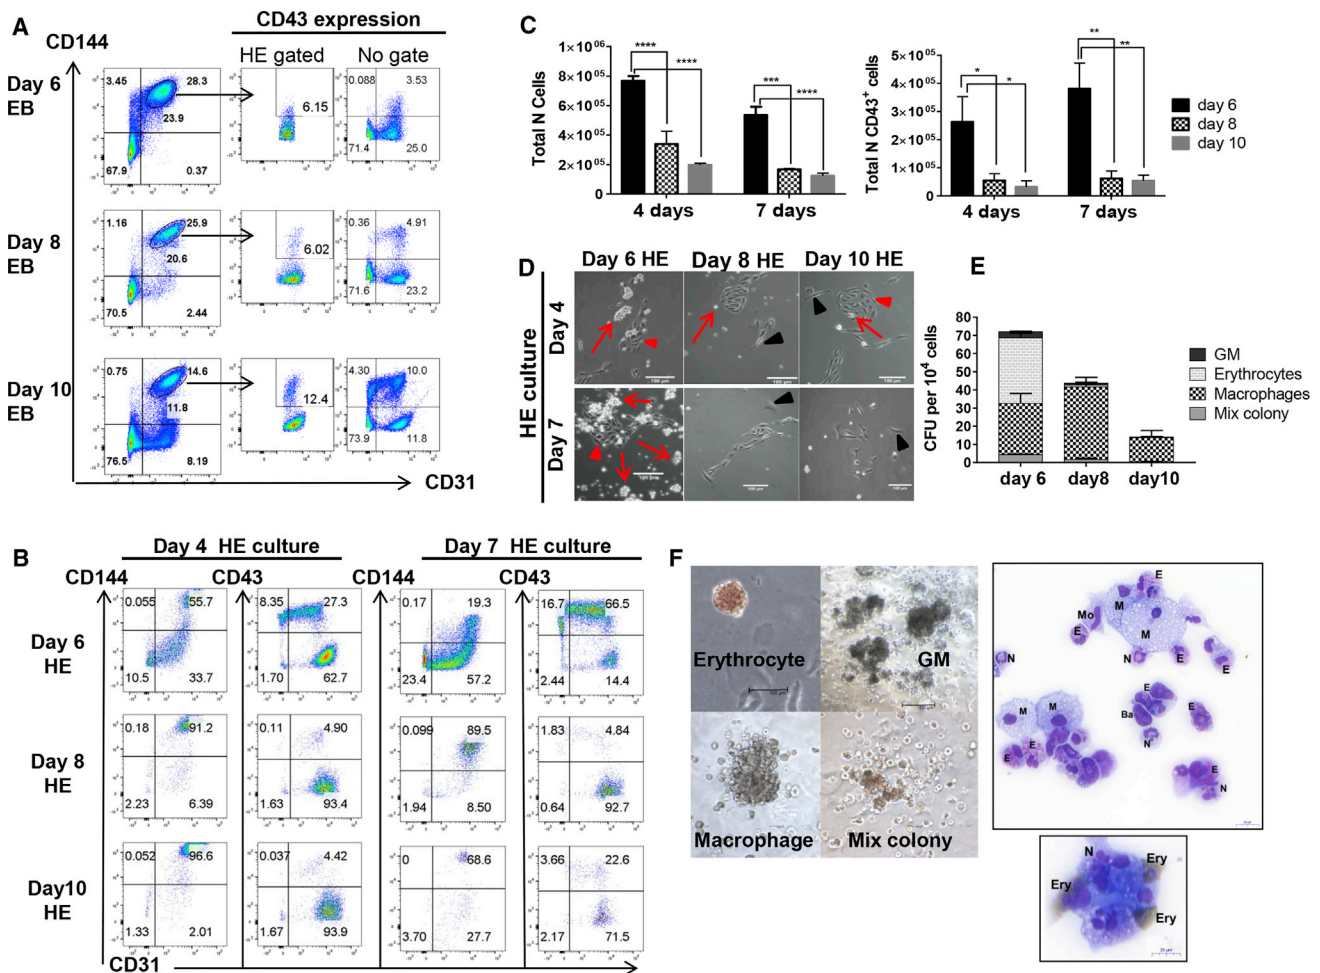 A
CD43 expression
CD144
HE gated
No gate
Day 6
EB
3.45
28.3
23.9
67.9
0.37
6.15
0.088
3.53
71.4
25.0
Day 8
EB
1.16
25.9
20.6
70.5
2.44
6.02
0.36
4.91
71.6
23.2
Day 10
EB
0.75
14.6
11.8
76.5
8.19
12.4
4.30
10.0
73.9
11.8
CD31
B
Day 4 HE culture
Day 7 HE culture
CD144
CD43
CD144
CD43
Day 6
HE
0.055
55.7
10.5
33.7
8.35
27.3
1.70
62.7
0.17
19.3
23.4
57.2
16.7
66.5
2.44
14.4
Day 8
HE
0.18
91.2
2.23
6.39
0.11
4.90
1.63
93.4
0.099
89.5
1.94
8.50
1.83
4.84
0.64
92.7
Day10
HE
0.052
96.6
1.33
2.01
0.037
4.42
1.67
93.9
0
68.6
3.70
27.7
3.66
22.6
2.17
71.5
CD31
C
Total N Cells
1×10⁰⁶
8×10⁰⁵
6×10⁰⁵
4×10⁰⁵
2×10⁰⁵
0
****
****
***
****
4 days
7 days
Total N CD43⁺ cells
5×10⁰⁵
4×10⁰⁵
3×10⁰⁵
2×10⁰⁵
1×10⁰⁵
0
*
*
**
**
4 days
7 days
day 6
day 8
day 10
D
Day 6 HE
Day 8 HE
Day 10 HE
HE culture
Day 4
Day 7
100 µm
100 µm
100 µm
100 µm
100 µm
100 µm
E
CFU per 10⁴ cells
80
70
60
50
40
30
20
10
0
day 6
day8
day10
GM
Erythrocytes
Macrophages
Mix colony
F
Erythrocyte
GM
Macrophage
Mix colony
E
M
Mo
E
M
N
N
E
E
M
M
E
E
Ba
N
E
E
E
E
N
N
Ery
Ery
Ery
20 µm